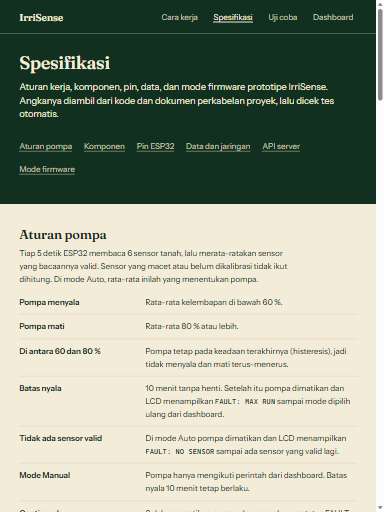 IrriSense
Cara kerja Spesifikasi Uji coba Dashboard
Spesifikasi
Aturan kerja, komponen, pin, data, dan mode firmware prototipe IrriSense.
Angkanya diambil dari kode dan dokumen perkabelan proyek, lalu dicek tes
otomatis.
Aturan pompa Komponen Pin ESP32 Data dan jaringan API server
Mode firmware
Aturan pompa
Tiap 5 detik ESP32 membaca 6 sensor tanah, lalu merata-ratakan sensor
yang bacaannya valid. Sensor yang macet atau belum dikalibrasi tidak ikut
dihitung. Di mode Auto, rata-rata inilah yang menentukan pompa.
Pompa menyala Rata-rata kelembapan di bawah 60 %.
Pompa mati Rata-rata 80 % atau lebih.
Di antara 60 dan 80 % Pompa tetap pada keadaan terakhirnya (histeresis), jadi
tidak menyala dan mati terus-menerus.
Batas nyala 10 menit tanpa henti. Setelah itu pompa dimatikan dan
LCD menampilkan FAULT: MAX RUN sampai mode dipilih
ulang dari dashboard.
Tidak ada sensor valid Di mode Auto pompa dimatikan dan LCD menampilkan
FAULT: NO SENSOR sampai ada sensor yang valid lagi.
Mode Manual Pompa hanya mengikuti perintah dari dashboard. Batas
nyala 10 menit tetap berlaku.